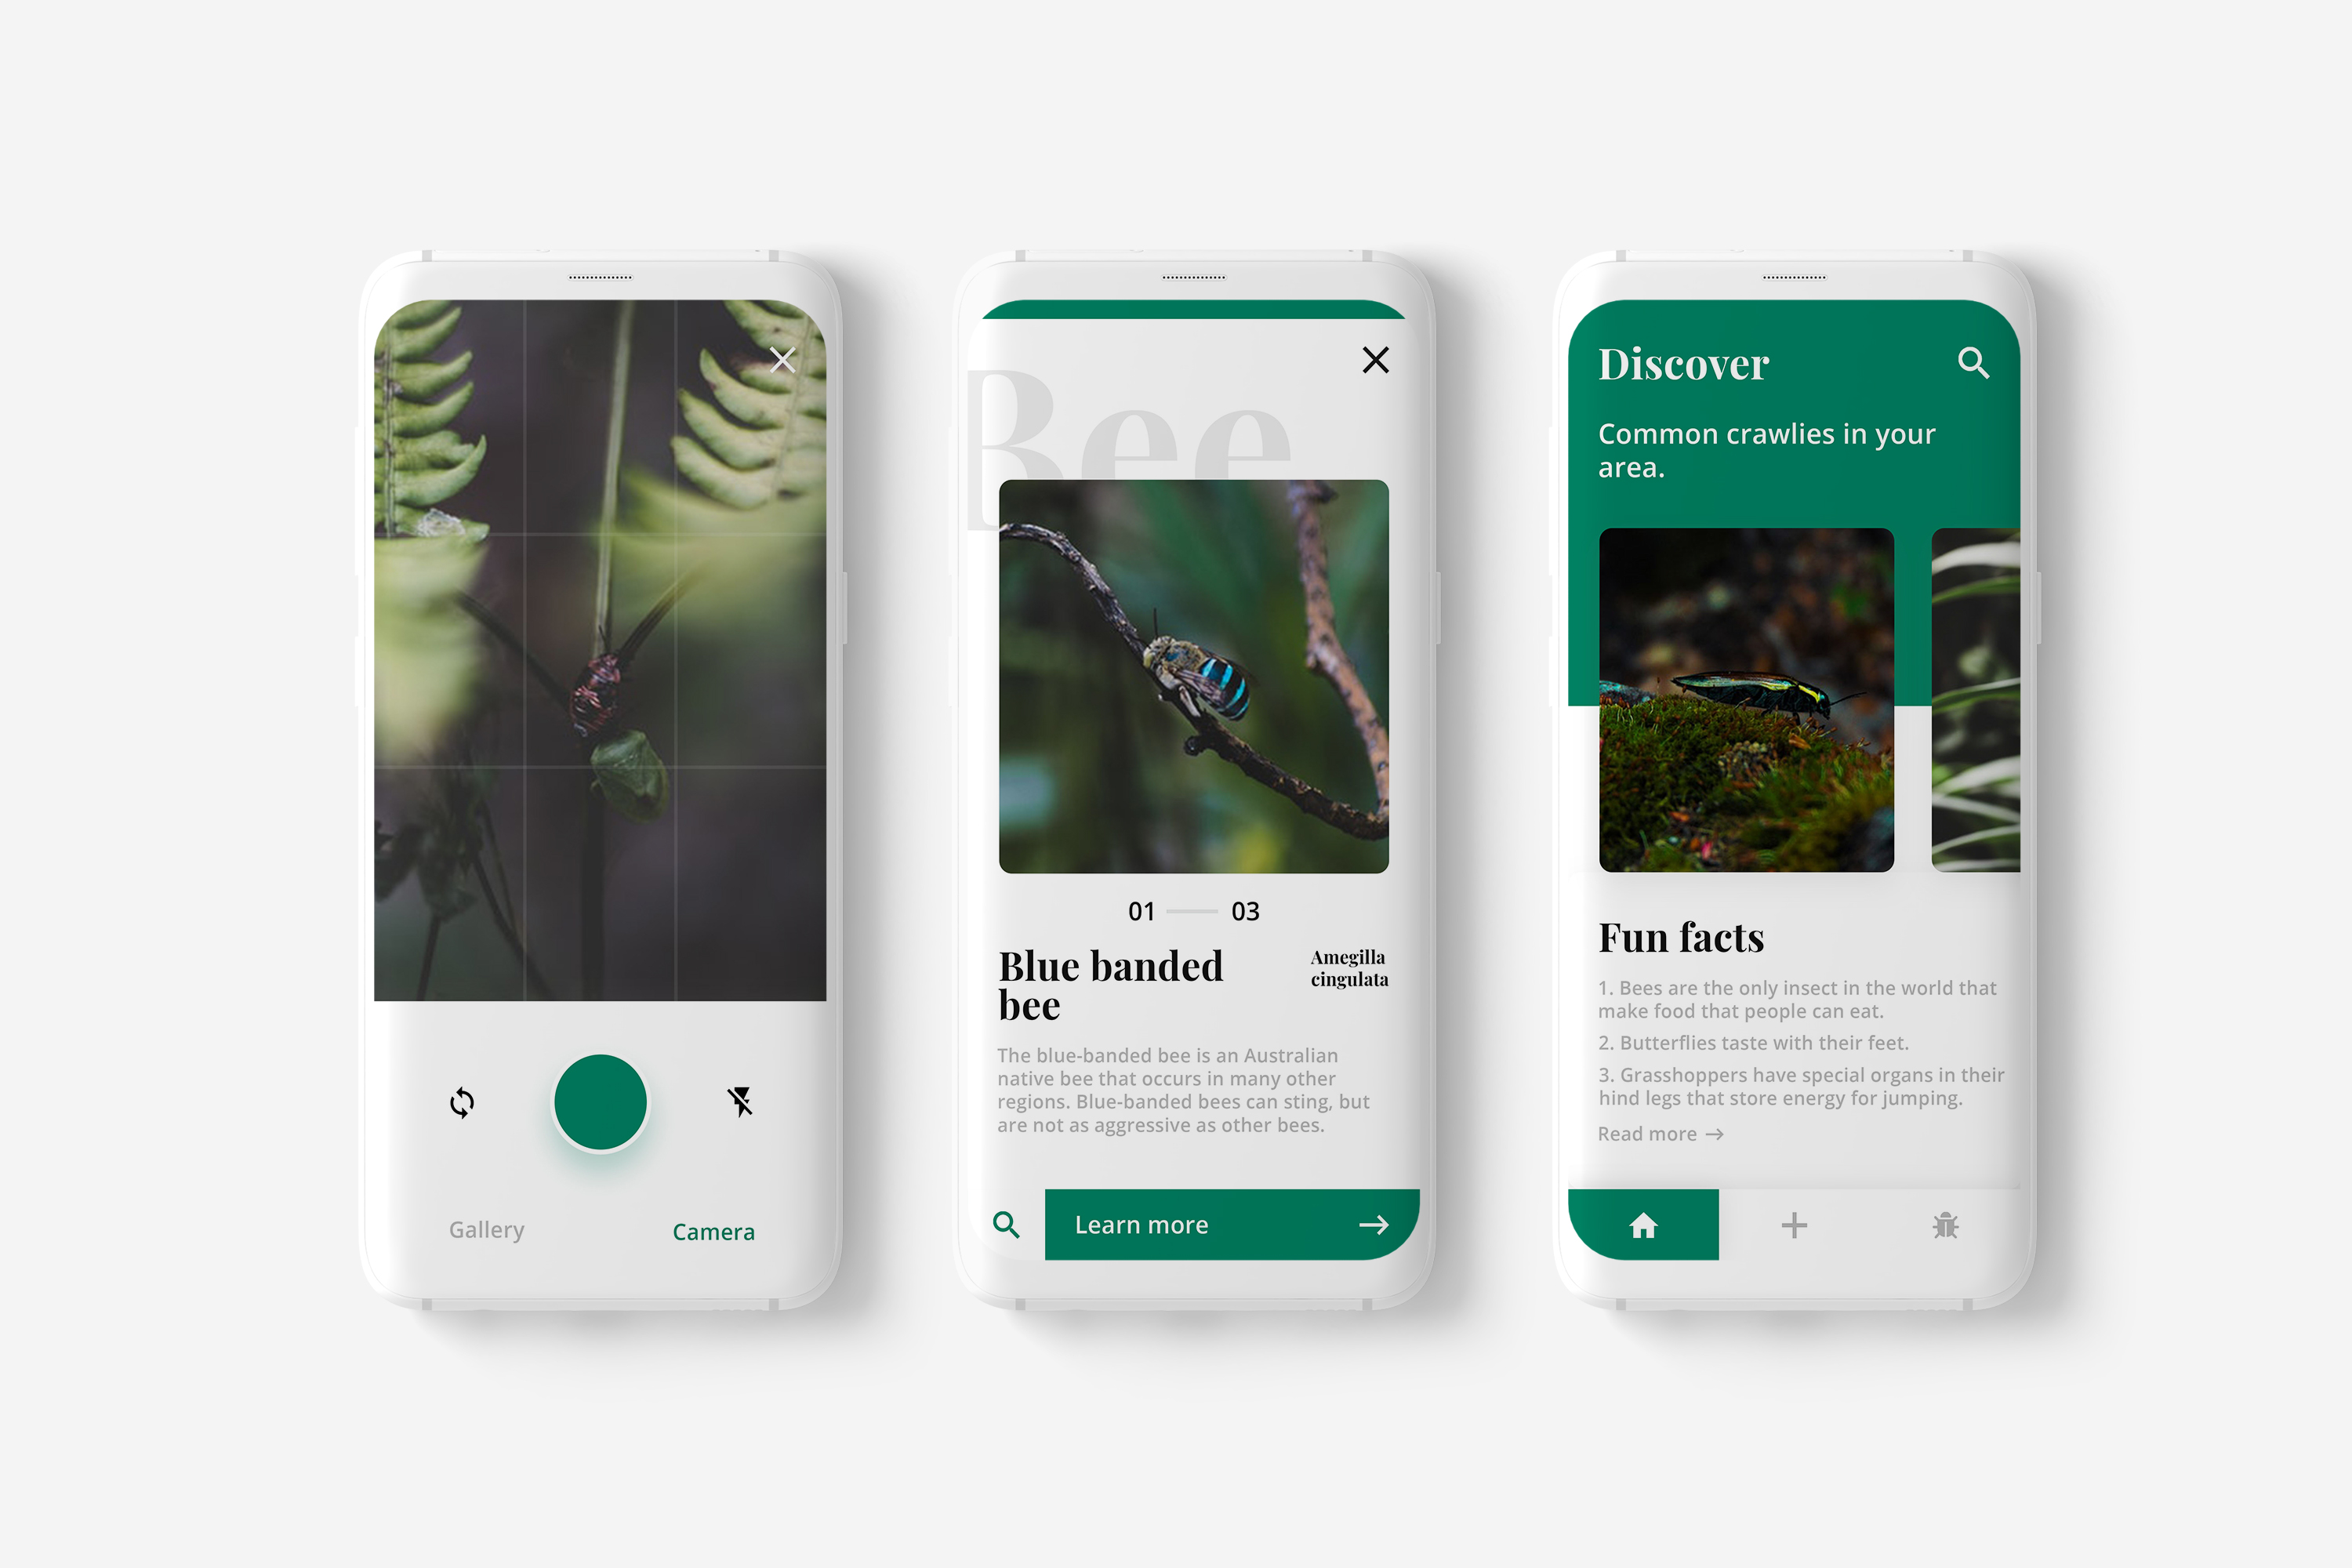 Gallery
Camera
Bee
01
03
Blue banded
bee
Amegilla
cingulata
The blue-banded bee is an Australian
native bee that occurs in many other
regions. Blue-banded bees can sting, but
are not as aggressive as other bees.
Learn more
Discover
Common crawlies in your
area.
Fun facts
1. Bees are the only insect in the world that
make food that people can eat.
2. Butterflies taste with their feet.
3. Grasshoppers have special organs in their
hind legs that store energy for jumping.
Read more